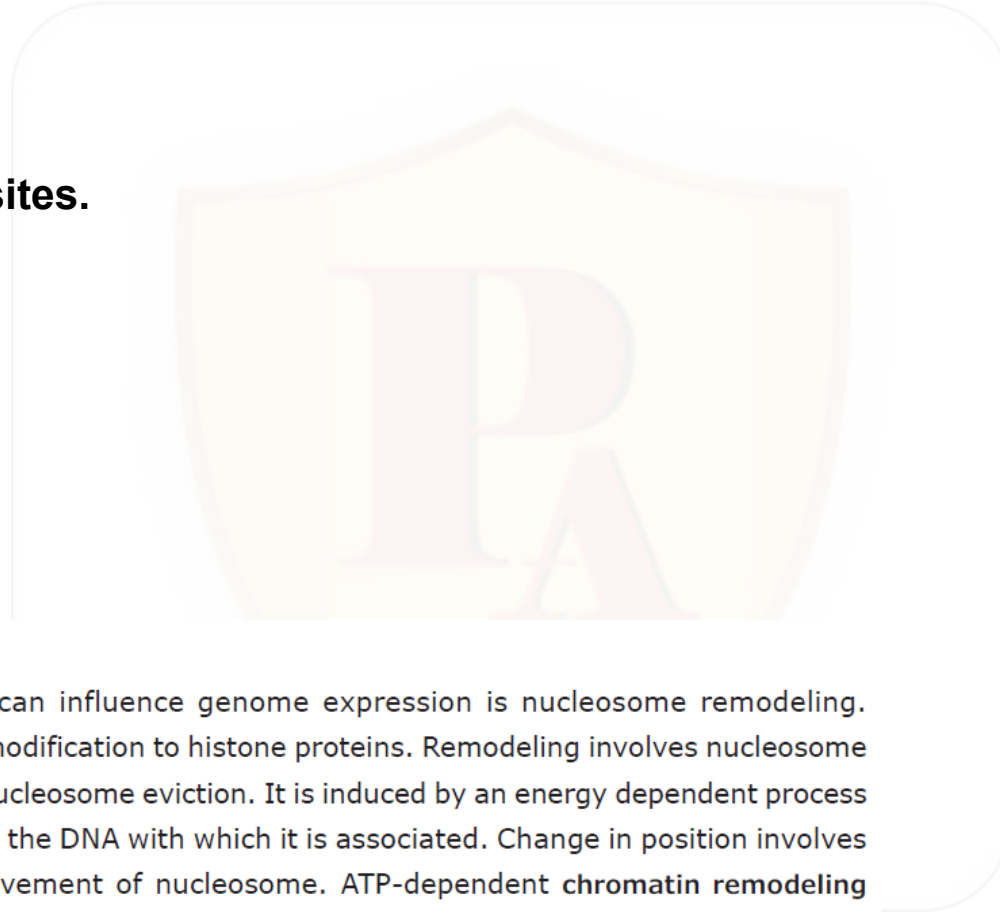 sites.
can influence genome expression is nucleosome remodeling.
modification to histone proteins. Remodeling involves nucleosome
ucleosome eviction. It is induced by an energy dependent process
the DNA with which it is associated. Change in position involves
vement of nucleosome. ATP-dependent chromatin remodeling
PA